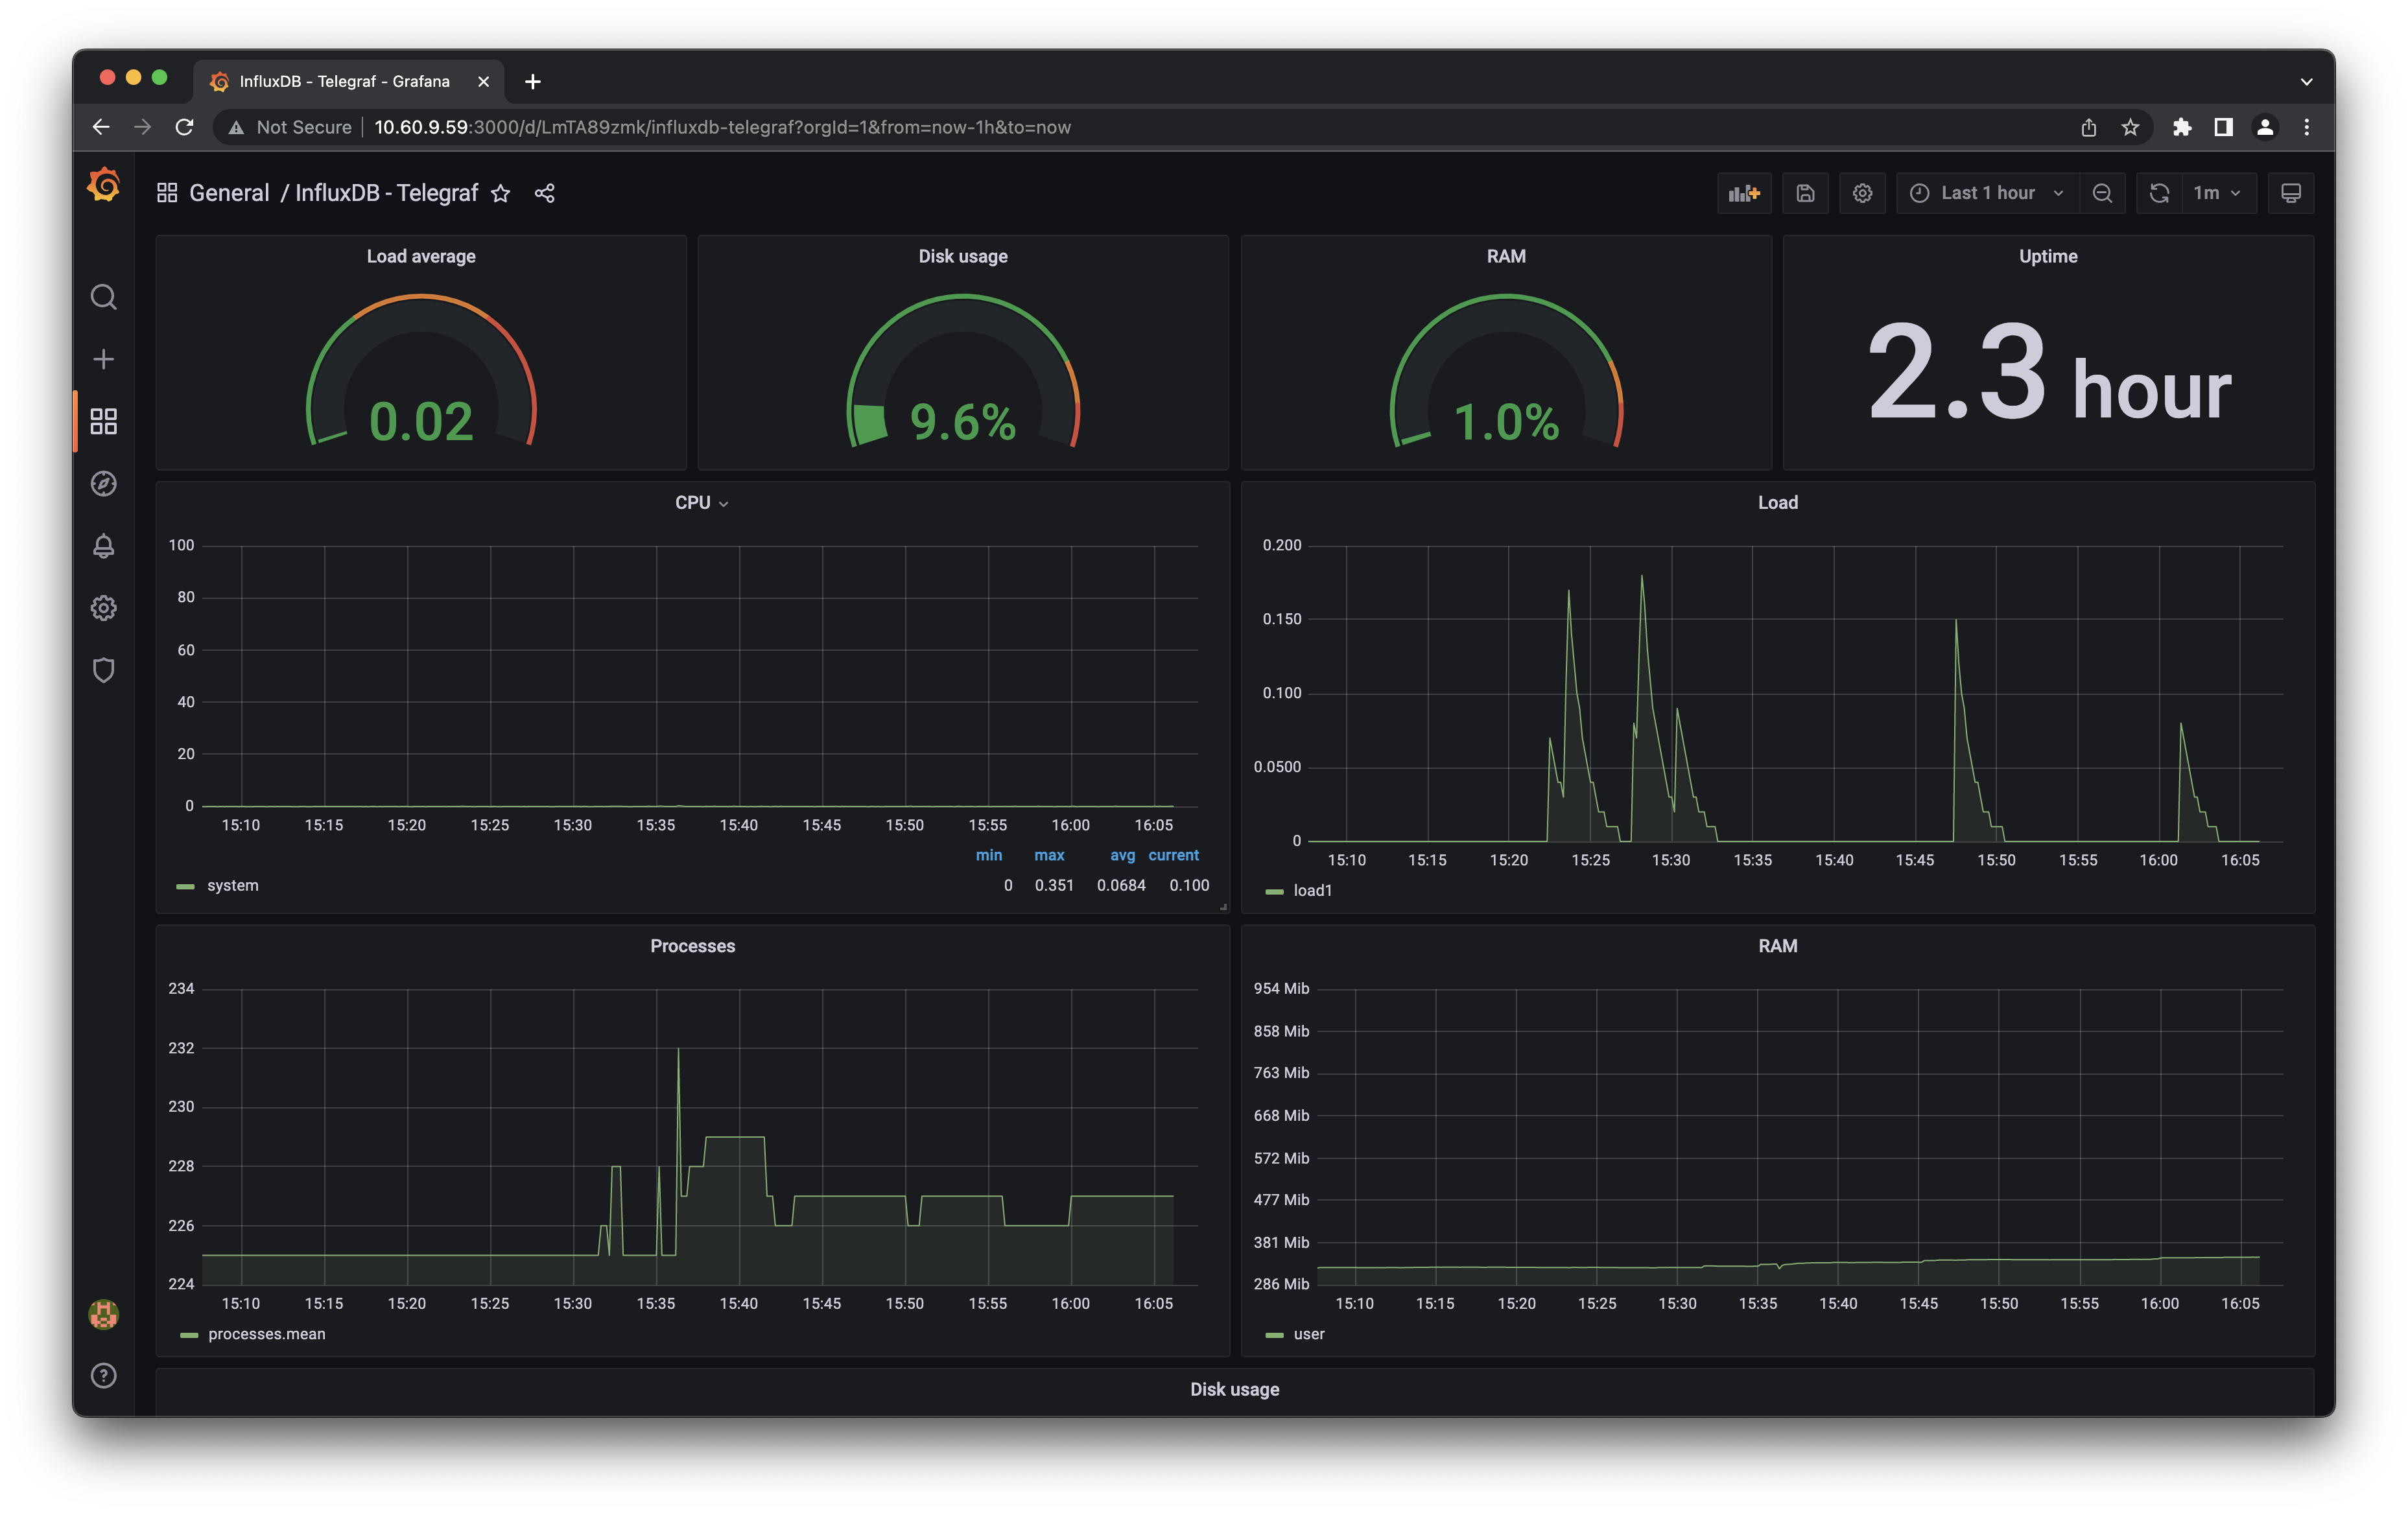 InfluxDB - Telegraf - Grafana
Not Secure | 10.60.9.59:3000/d/LmTA89zmk/influxdb-telegraf?orgId=1&from=now-1h&to=now
General / InfluxDB - Telegraf
Last 1 hour
1m
Load average
0.02
Disk usage
9.6%
RAM
1.0%
Uptime
2.3 hour
CPU
100
80
60
40
20
0
15:10 15:15 15:20 15:25 15:30 15:35 15:40 15:45 15:50 15:55 16:00 16:05
min max avg current
system 0 0.351 0.0684 0.100
Load
0.200
0.150
0.100
0.0500
0
15:10 15:15 15:20 15:25 15:30 15:35 15:40 15:45 15:50 15:55 16:00 16:05
load1
Processes
234
232
230
228
226
224
15:10 15:15 15:20 15:25 15:30 15:35 15:40 15:45 15:50 15:55 16:00 16:05
processes.mean
RAM
954 Mib
858 Mib
763 Mib
668 Mib
572 Mib
477 Mib
381 Mib
286 Mib
15:10 15:15 15:20 15:25 15:30 15:35 15:40 15:45 15:50 15:55 16:00 16:05
user
Disk usage